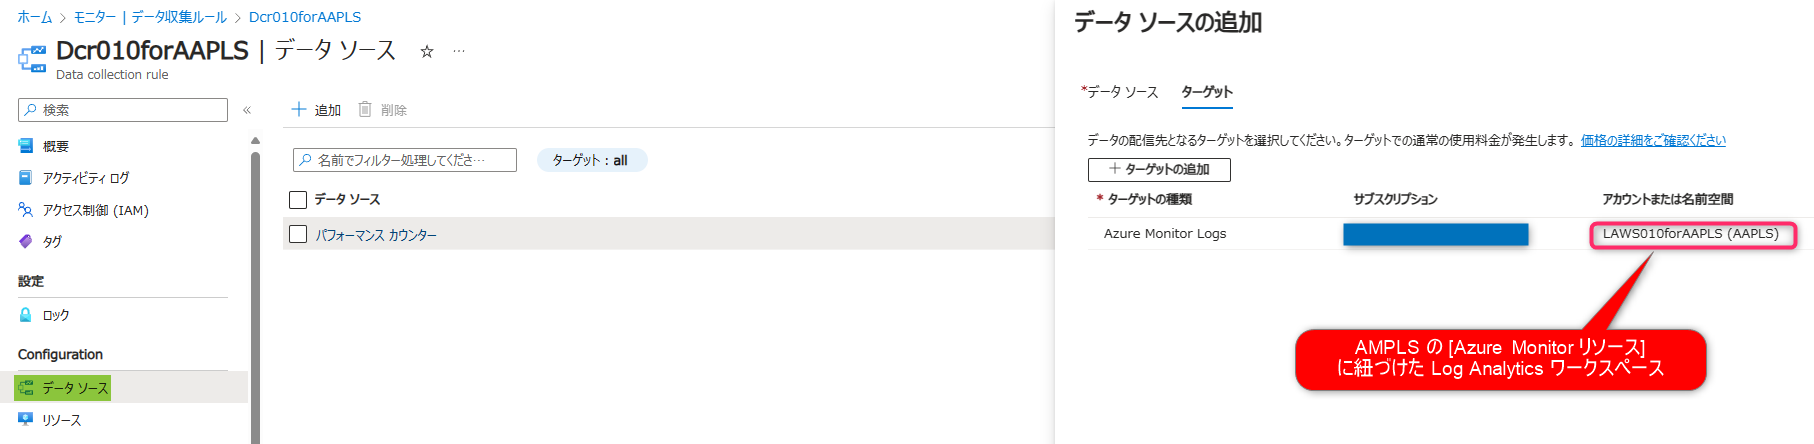 ホーム > モニター | データ収集ルール > Dcr010forAAPLS
Dcr010forAAPLS | データ ソース ☆ …
Data collection rule
検索 «
概要
アクティビティ ログ
アクセス制御 (IAM)
タグ
設定
ロック
Configuration
データ ソース
リソース
+ 追加 削除
名前でフィルター処理してくださ… ターゲット : all
データ ソース
パフォーマンス カウンター
データ ソースの追加
*データ ソース ターゲット
データの配信先となるターゲットを選択してください。ターゲットでの通常の使用料金が発生します。 価格の詳細をご確認ください
+ ターゲットの追加
* ターゲットの種類 サブスクリプション アカウントまたは名前空間
Azure Monitor Logs LAWS010forAAPLS (AAPLS)
AMPLS の [Azure Monitor リソース]
に紐づけた Log Analytics ワークスペース